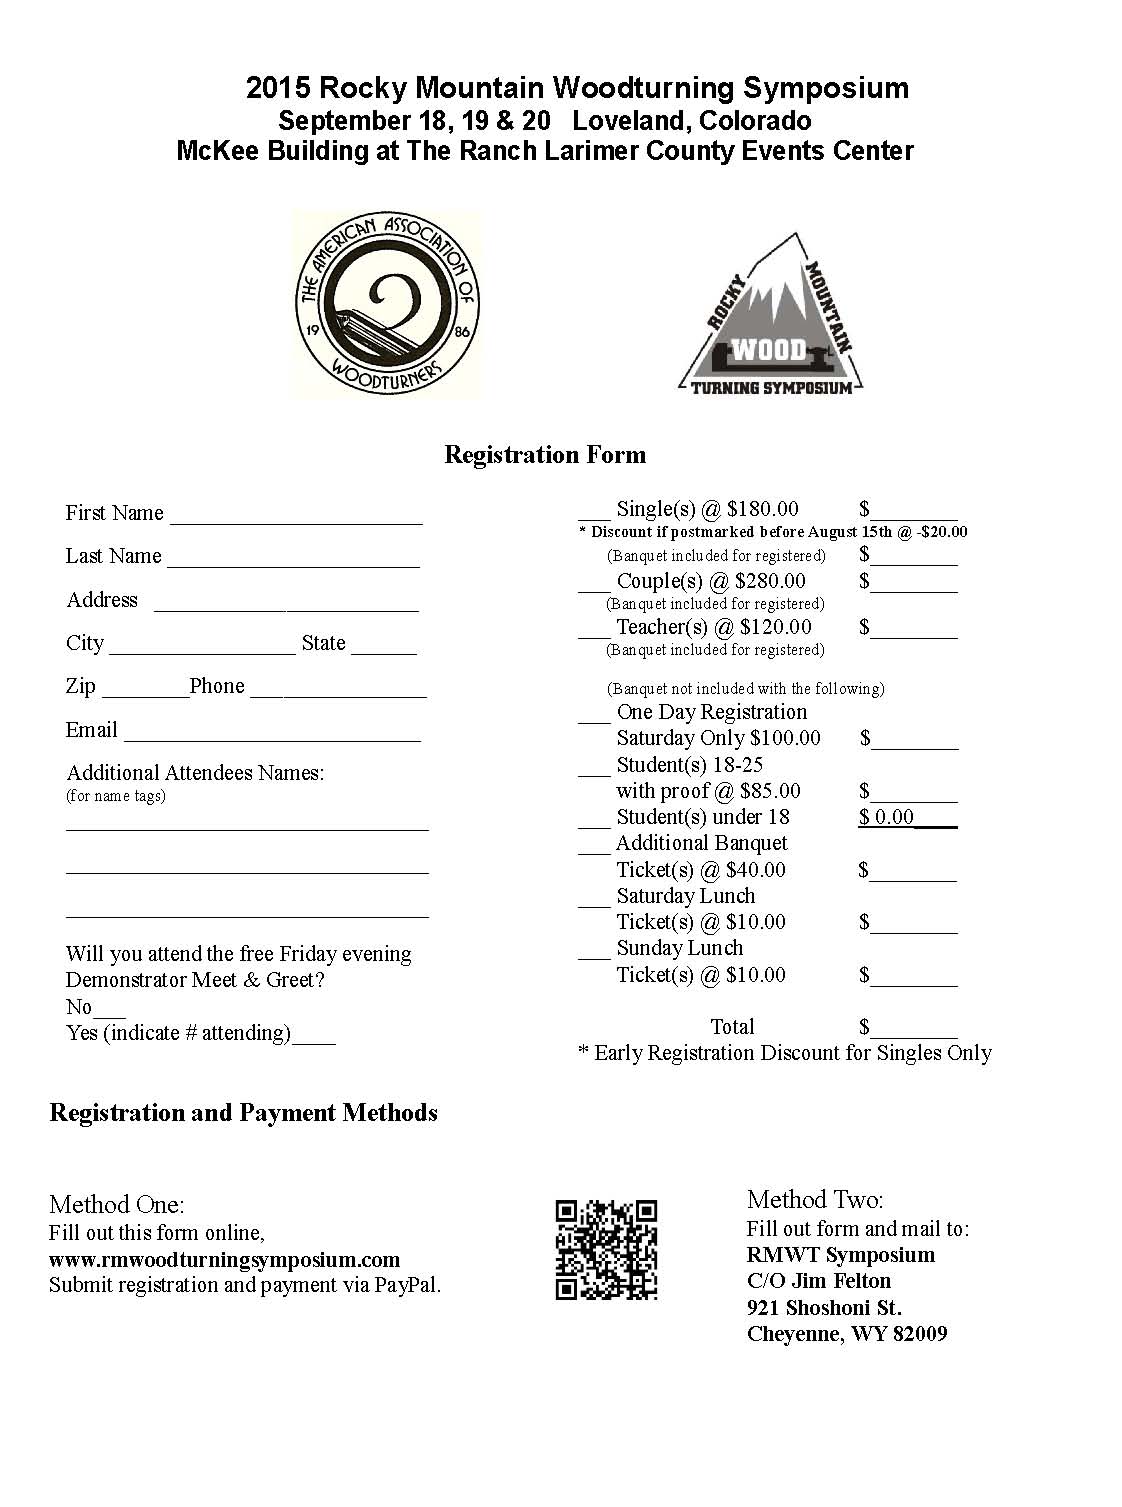 2015 Rocky Mountain Woodturning Symposium
September 18, 19 & 20 Loveland, Colorado
McKee Building at The Ranch Larimer County Events Center
THE AMERICAN ASSOCIATION OF
1986
WOODTURNERS
ROCKY MOUNTAIN
WOOD
TURNING SYMPOSIUM
Registration Form
First Name _______________________
Last Name _______________________
Address ________________________
City _________________ State ______
Zip ________Phone ________________
Email ___________________________
Additional Attendees Names:
(for name tags)
_________________________________
_________________________________
_________________________________
Will you attend the free Friday evening
Demonstrator Meet & Greet?
No___
Yes (indicate # attending)____
___ Single(s) @ $180.00 $________
* Discount if postmarked before August 15th @ -$20.00
(Banquet included for registered) $________
___ Couple(s) @ $280.00 $________
(Banquet included for registered)
___ Teacher(s) @ $120.00 $________
(Banquet included for registered)
(Banquet not included with the following)
___ One Day Registration
Saturday Only $100.00 $________
___ Student(s) 18-25
with proof @ $85.00 $________
___ Student(s) under 18 $ 0.00____
___ Additional Banquet
Ticket(s) @ $40.00 $________
___ Saturday Lunch
Ticket(s) @ $10.00 $________
___ Sunday Lunch
Ticket(s) @ $10.00 $________
Total $________
* Early Registration Discount for Singles Only
Registration and Payment Methods
Method One:
Fill out this form online,
www.rmwoodturningsymposium.com
Submit registration and payment via PayPal.
Method Two:
Fill out form and mail to:
RMWT Symposium
C/O Jim Felton
921 Shoshoni St.
Cheyenne, WY 82009